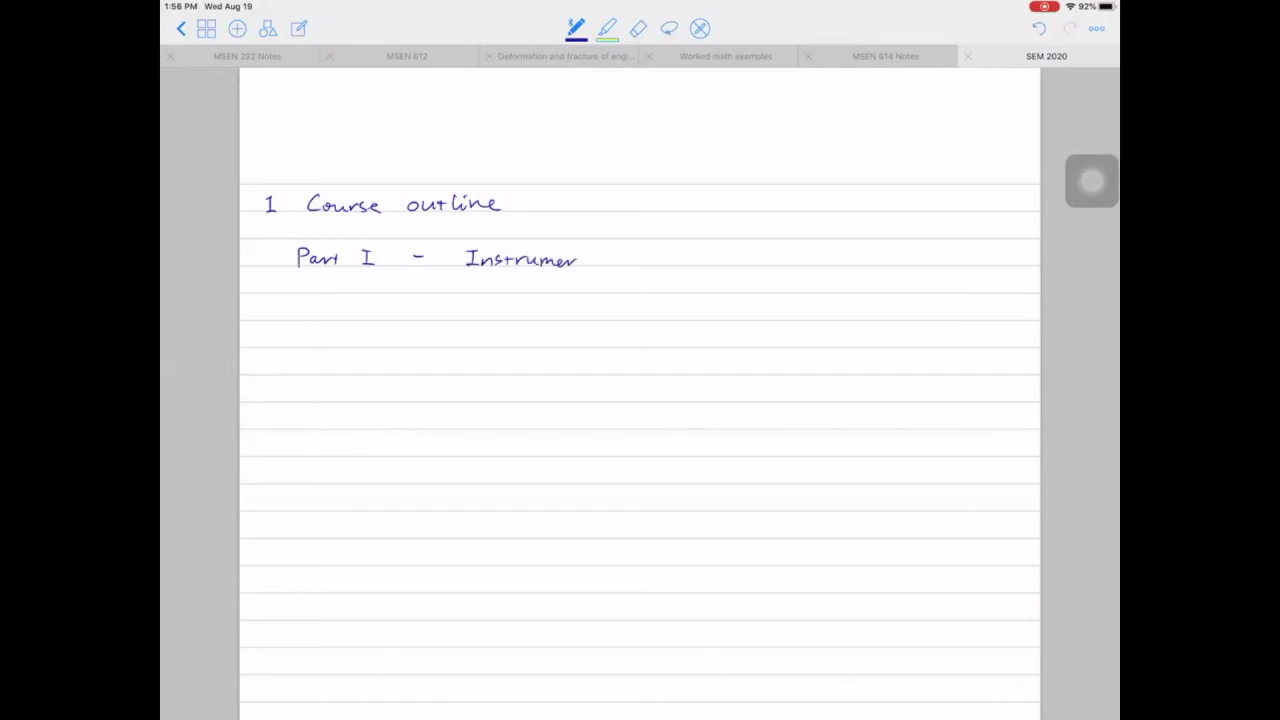 1:56 PM Wed Aug 19
92%
MSEN 222 Notes
MSEN 612
Deformation and fracture of engi...
Worked math examples
MSEN 614 Notes
SEM 2020
1 Course outline
Part I - Instrumen